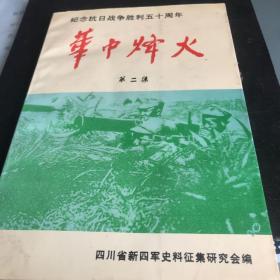 纪念抗日战争胜利五十周年
華中烽火
第二集
四川省新四军史料征集研究会编